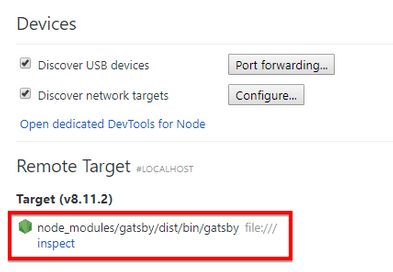 Devices
Discover USB devices Port forwarding...
Discover network targets Configure...
Open dedicated DevTools for Node
Remote Target #LOCALHOST
Target (v8.11.2)
node_modules/gatsby/dist/bin/gatsby file:///
inspect